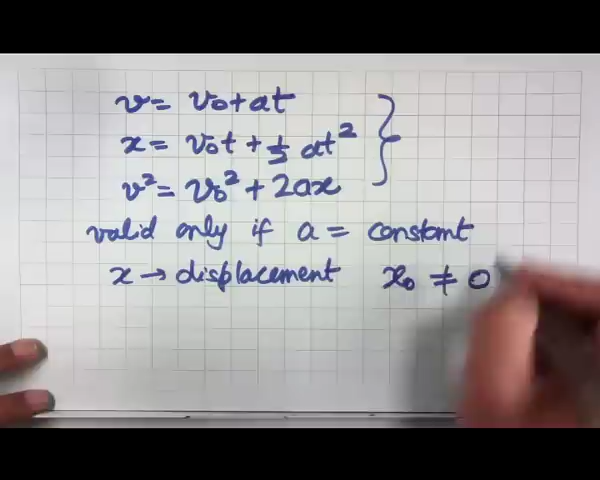 v = v₀ + at
x = v₀t + ½ at²
v² = v₀² + 2ax
valid only if a = constant
x → displacement x₀ ≠ 0